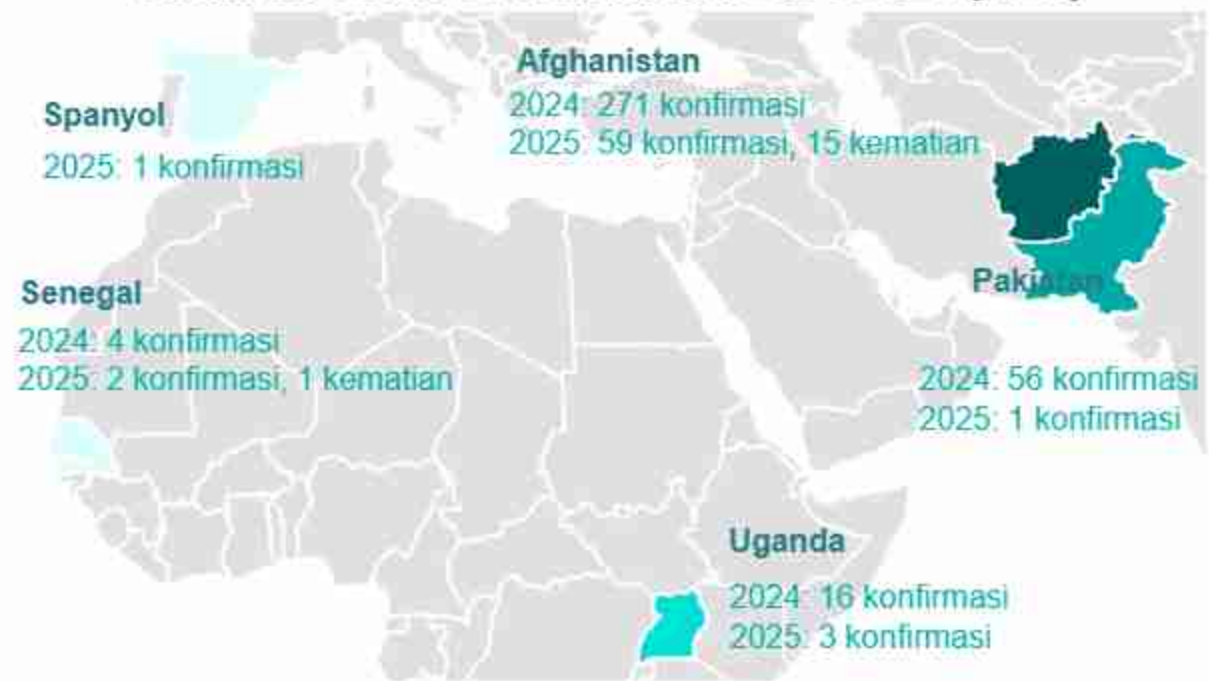 Spanyol
2025: 1 konfirmasi
Afghanistan
2024: 271 konfirmasi
2025: 59 konfirmasi, 15 kematian
Senegal
2024: 4 konfirmasi
2025: 2 konfirmasi, 1 kematian
Pakistan
2024: 56 konfirmasi
2025: 1 konfirmasi
Uganda
2024: 16 konfirmasi
2025: 3 konfirmasi